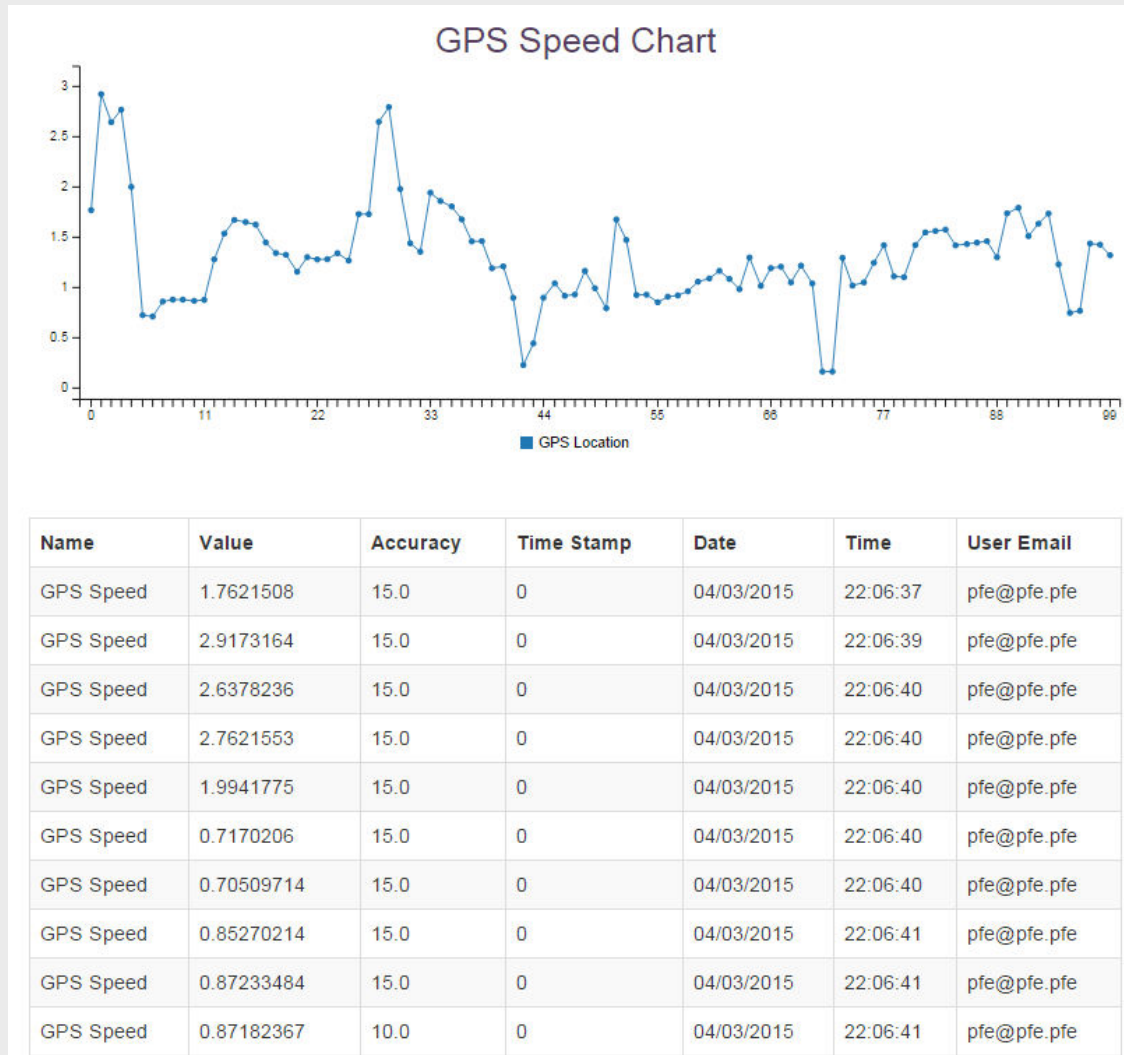 GPS Speed Chart
3
2.5
2
1.5
1
0.5
0
0 11 22 33 44 55 66 77 88 99
GPS Location
Name Value Accuracy Time Stamp Date Time User Email
GPS Speed 1.7621508 15.0 0 04/03/2015 22:06:37 pfe@pfe.pfe
GPS Speed 2.9173164 15.0 0 04/03/2015 22:06:39 pfe@pfe.pfe
GPS Speed 2.6378236 15.0 0 04/03/2015 22:06:40 pfe@pfe.pfe
GPS Speed 2.7621553 15.0 0 04/03/2015 22:06:40 pfe@pfe.pfe
GPS Speed 1.9941775 15.0 0 04/03/2015 22:06:40 pfe@pfe.pfe
GPS Speed 0.7170206 15.0 0 04/03/2015 22:06:40 pfe@pfe.pfe
GPS Speed 0.70509714 15.0 0 04/03/2015 22:06:40 pfe@pfe.pfe
GPS Speed 0.85270214 15.0 0 04/03/2015 22:06:41 pfe@pfe.pfe
GPS Speed 0.87233484 15.0 0 04/03/2015 22:06:41 pfe@pfe.pfe
GPS Speed 0.87182367 10.0 0 04/03/2015 22:06:41 pfe@pfe.pfe